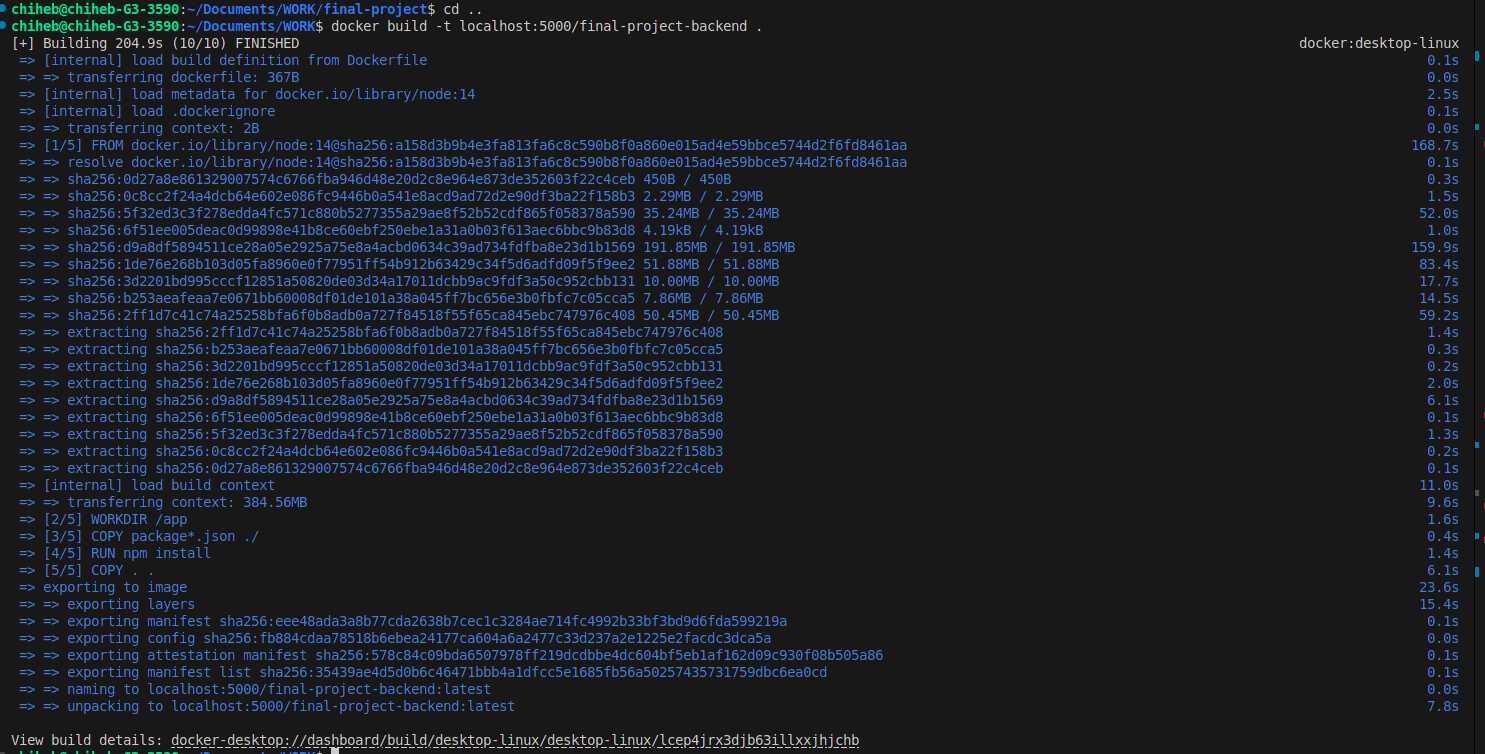 chiheb@chiheb-G3-3590:~/Documents/WORK/final-project$ cd ..
chiheb@chiheb-G3-3590:~/Documents/WORK$ docker build -t localhost:5000/final-project-backend .
[+] Building 204.9s (10/10) FINISHED docker:desktop-linux
=> [internal] load build definition from Dockerfile 0.1s
=> => transferring dockerfile: 367B 0.0s
=> [internal] load metadata for docker.io/library/node:14 2.5s
=> [internal] load .dockerignore 0.1s
=> => transferring context: 2B 0.0s
=> [1/5] FROM docker.io/library/node:14@sha256:a158d3b9b4e3fa813fa6c8c590b8f0a860e015ad4e59bbce5744d2f6fd8461aa 168.7s
=> => resolve docker.io/library/node:14@sha256:a158d3b9b4e3fa813fa6c8c590b8f0a860e015ad4e59bbce5744d2f6fd8461aa 0.1s
=> => sha256:0d27a8e861329007574c6766fba946d48e20d2c8e964e873de352603f22c4ceb 450B / 450B 0.3s
=> => sha256:0c8cc2f24a4dcb64e602e086fc9446b0a541e8acd9ad72d2e90df3ba22f158b3 2.29MB / 2.29MB 1.5s
=> => sha256:5f32ed3c3f278edda4fc571c880b5277355a29ae8f52b52cdf865f058378a590 35.24MB / 35.24MB 52.0s
=> => sha256:6f51ee005deac0d99898e41b8ce60ebf250ebe1a31a0b03f613aec6bbc9b83d8 4.19kB / 4.19kB 1.0s
=> => sha256:d9a8df5894511ce28a05e2925a75e8a4acbd0634c39ad734fdfba8e23d1b1569 191.85MB / 191.85MB 159.9s
=> => sha256:1de76e268b103d05fa8960e0f77951ff54b912b63429c34f5d6adfd09f5f9ee2 51.88MB / 51.88MB 83.4s
=> => sha256:3d2201bd995cccf12851a50820de03d34a17011dcbb9ac9fdf3a50c952cbb131 10.00MB / 10.00MB 17.7s
=> => sha256:b253aeafeaa7e0671bb60008df01de101a38a045ff7bc656e3b0fbfc7c05cca5 7.86MB / 7.86MB 14.5s
=> => sha256:2ff1d7c41c74a25258bfa6f0b8adb0a727f84518f55f65ca845ebc747976c408 50.45MB / 50.45MB 59.2s
=> => extracting sha256:2ff1d7c41c74a25258bfa6f0b8adb0a727f84518f55f65ca845ebc747976c408 1.4s
=> => extracting sha256:b253aeafeaa7e0671bb60008df01de101a38a045ff7bc656e3b0fbfc7c05cca5 0.3s
=> => extracting sha256:3d2201bd995cccf12851a50820de03d34a17011dcbb9ac9fdf3a50c952cbb131 0.2s
=> => extracting sha256:1de76e268b103d05fa8960e0f77951ff54b912b63429c34f5d6adfd09f5f9ee2 2.0s
=> => extracting sha256:d9a8df5894511ce28a05e2925a75e8a4acbd0634c39ad734fdfba8e23d1b1569 6.1s
=> => extracting sha256:6f51ee005deac0d99898e41b8ce60ebf250ebe1a31a0b03f613aec6bbc9b83d8 0.1s
=> => extracting sha256:5f32ed3c3f278edda4fc571c880b5277355a29ae8f52b52cdf865f058378a590 1.3s
=> => extracting sha256:0c8cc2f24a4dcb64e602e086fc9446b0a541e8acd9ad72d2e90df3ba22f158b3 0.2s
=> => extracting sha256:0d27a8e861329007574c6766fba946d48e20d2c8e964e873de352603f22c4ceb 0.1s
=> [internal] load build context 11.0s
=> => transferring context: 384.56MB 9.6s
=> [2/5] WORKDIR /app 1.6s
=> [3/5] COPY package*.json ./ 0.4s
=> [4/5] RUN npm install 1.4s
=> [5/5] COPY . . 6.1s
=> exporting to image 23.6s
=> => exporting layers 15.4s
=> => exporting manifest sha256:eee48ada3a8b77cda2638b7cec1c3284ae714fc4992b33bf3bd9d6fda599219a 0.1s
=> => exporting config sha256:fb884cdaa78518b6ebea24177ca604a6a2477c33d237a2e1225e2facdc3dca5a 0.0s
=> => exporting attestation manifest sha256:578c84c09bda6507978ff219dcdbbe4dc604bf5eb1af162d09c930f08b505a86 0.1s
=> => exporting manifest list sha256:35439ae4d5d0b6c46471bbb4a1dfcc5e1685fb56a50257435731759dbc6ea0cd 0.1s
=> => naming to localhost:5000/final-project-backend:latest 0.0s
=> => unpacking to localhost:5000/final-project-backend:latest 7.8s
View build details: docker-desktop://dashboard/build/desktop-linux/desktop-linux/lcep4jrx3djb63illxxjhjchb
chiheb@chiheb-G3-3590:~/Documents/WORK$